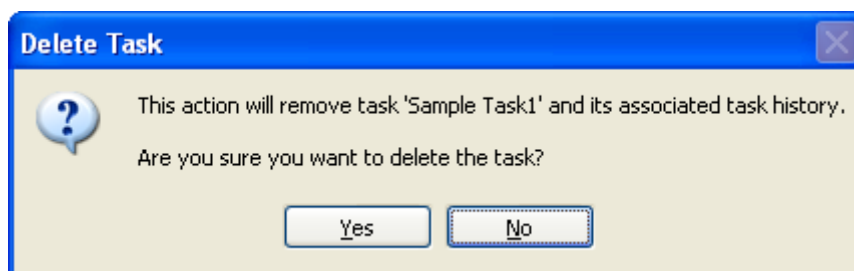 Delete Task
This action will remove task 'Sample Task1' and its associated task history.
Are you sure you want to delete the task?
Yes No